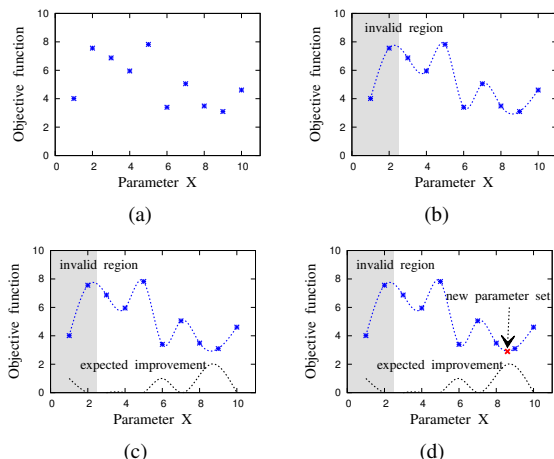 10
8
6
4
2
0
Objective function
0 2 4 6 8 10
Parameter X
(a)
10
8
6
4
2
0
Objective function
invalid region
0 2 4 6 8 10
Parameter X
(b)
10
8
6
4
2
0
Objective function
invalid region
expected improvement
0 2 4 6 8 10
Parameter X
(c)
10
8
6
4
2
0
Objective function
invalid region
new parameter set
expected improvement
0 2 4 6 8 10
Parameter X
(d)